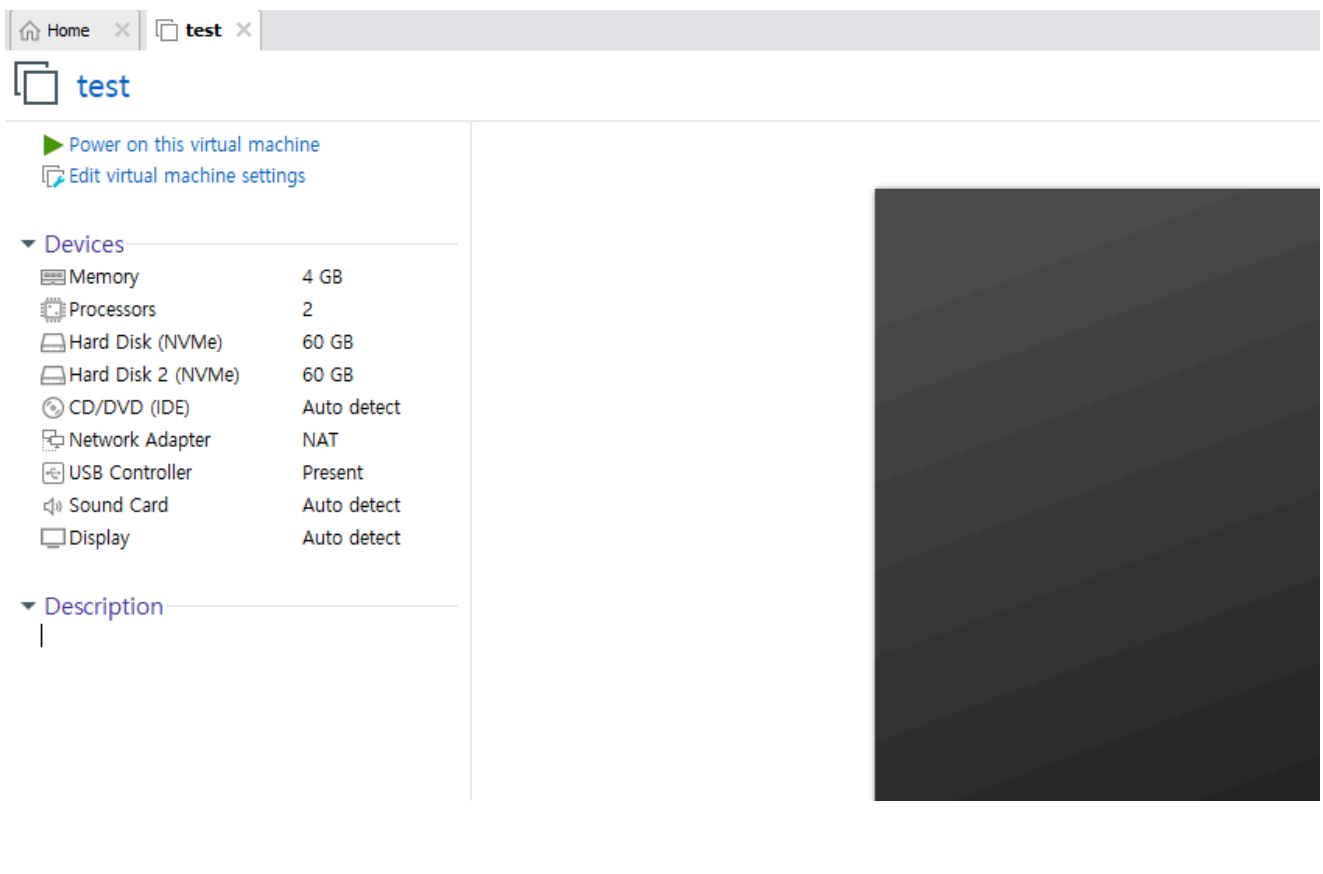 Home test
test
Power on this virtual machine
Edit virtual machine settings
Devices
Memory 4 GB
Processors 2
Hard Disk (NVMe) 60 GB
Hard Disk 2 (NVMe) 60 GB
CD/DVD (IDE) Auto detect
Network Adapter NAT
USB Controller Present
Sound Card Auto detect
Display Auto detect
Description